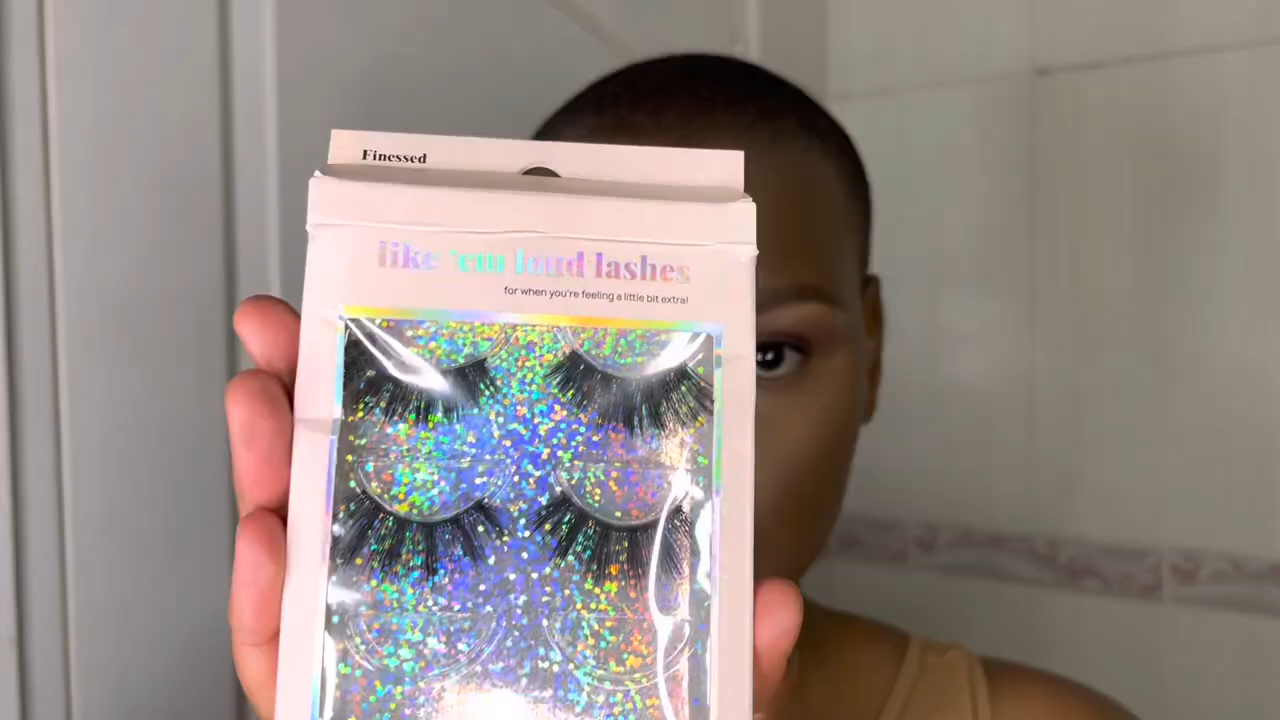 Finessed
like 'em loud lashes
for when you're feeling a little bit extra!